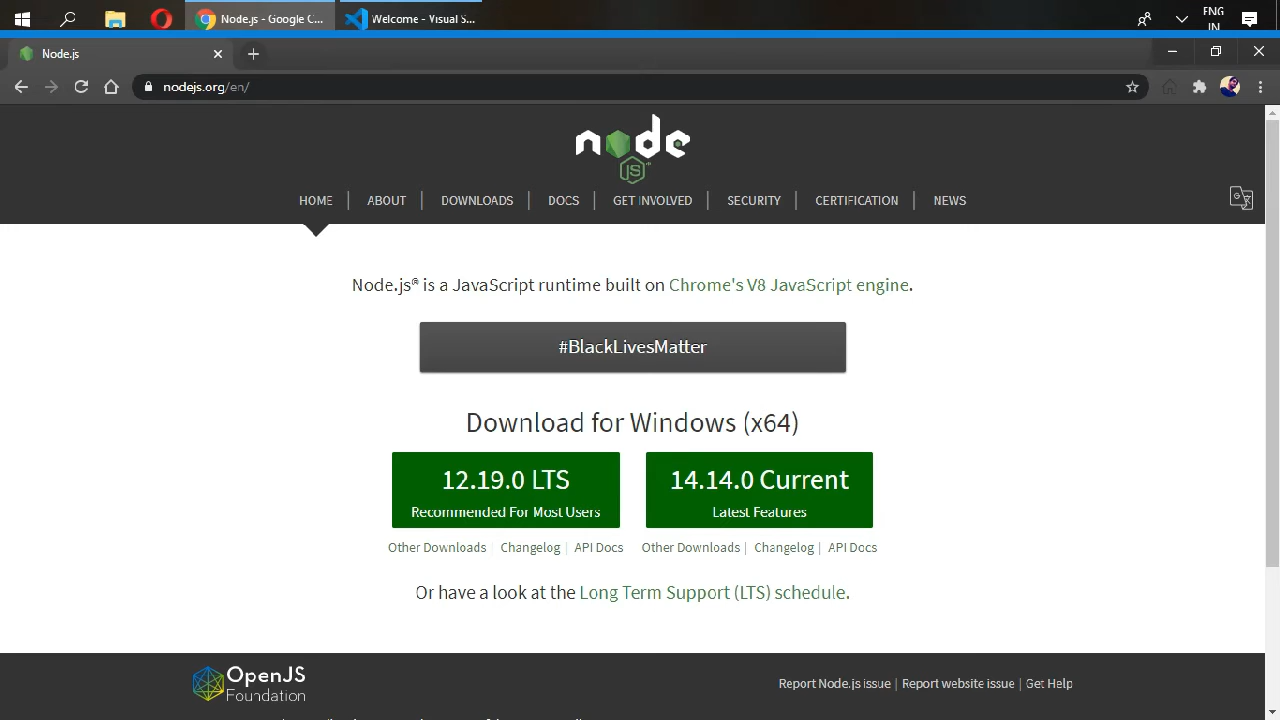 Node.js - Google C...
Welcome - Visual S...
ENG
IN
Node.js
nodejs.org/en/
node
JS
HOME
ABOUT
DOWNLOADS
DOCS
GET INVOLVED
SECURITY
CERTIFICATION
NEWS
Node.js® is a JavaScript runtime built on Chrome's V8 JavaScript engine.
#BlackLivesMatter
Download for Windows (x64)
12.19.0 LTS
Recommended For Most Users
14.14.0 Current
Latest Features
Other Downloads | Changelog | API Docs
Other Downloads | Changelog | API Docs
Or have a look at the Long Term Support (LTS) schedule.
OpenJS
Foundation
Report Node.js issue | Report website issue | Get Help